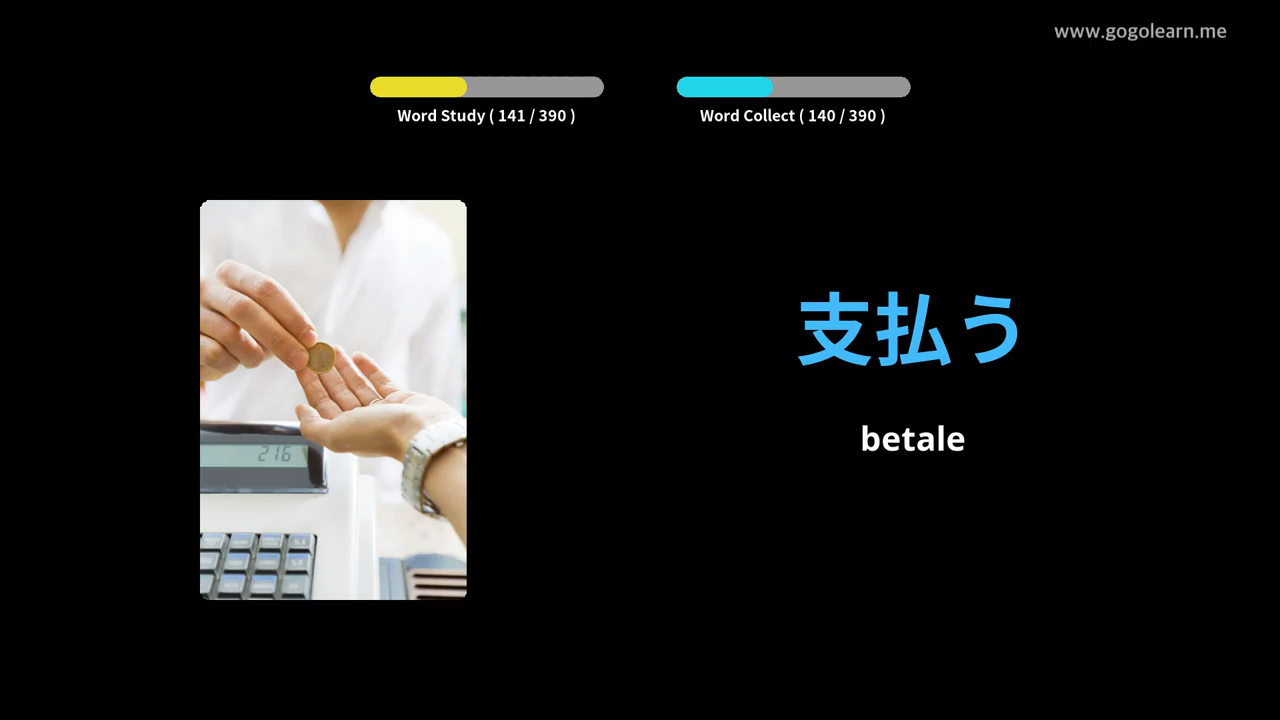 www.gogolearn.me
Word Study ( 141 / 390 )
Word Collect ( 140 / 390 )
216
支払う
betale